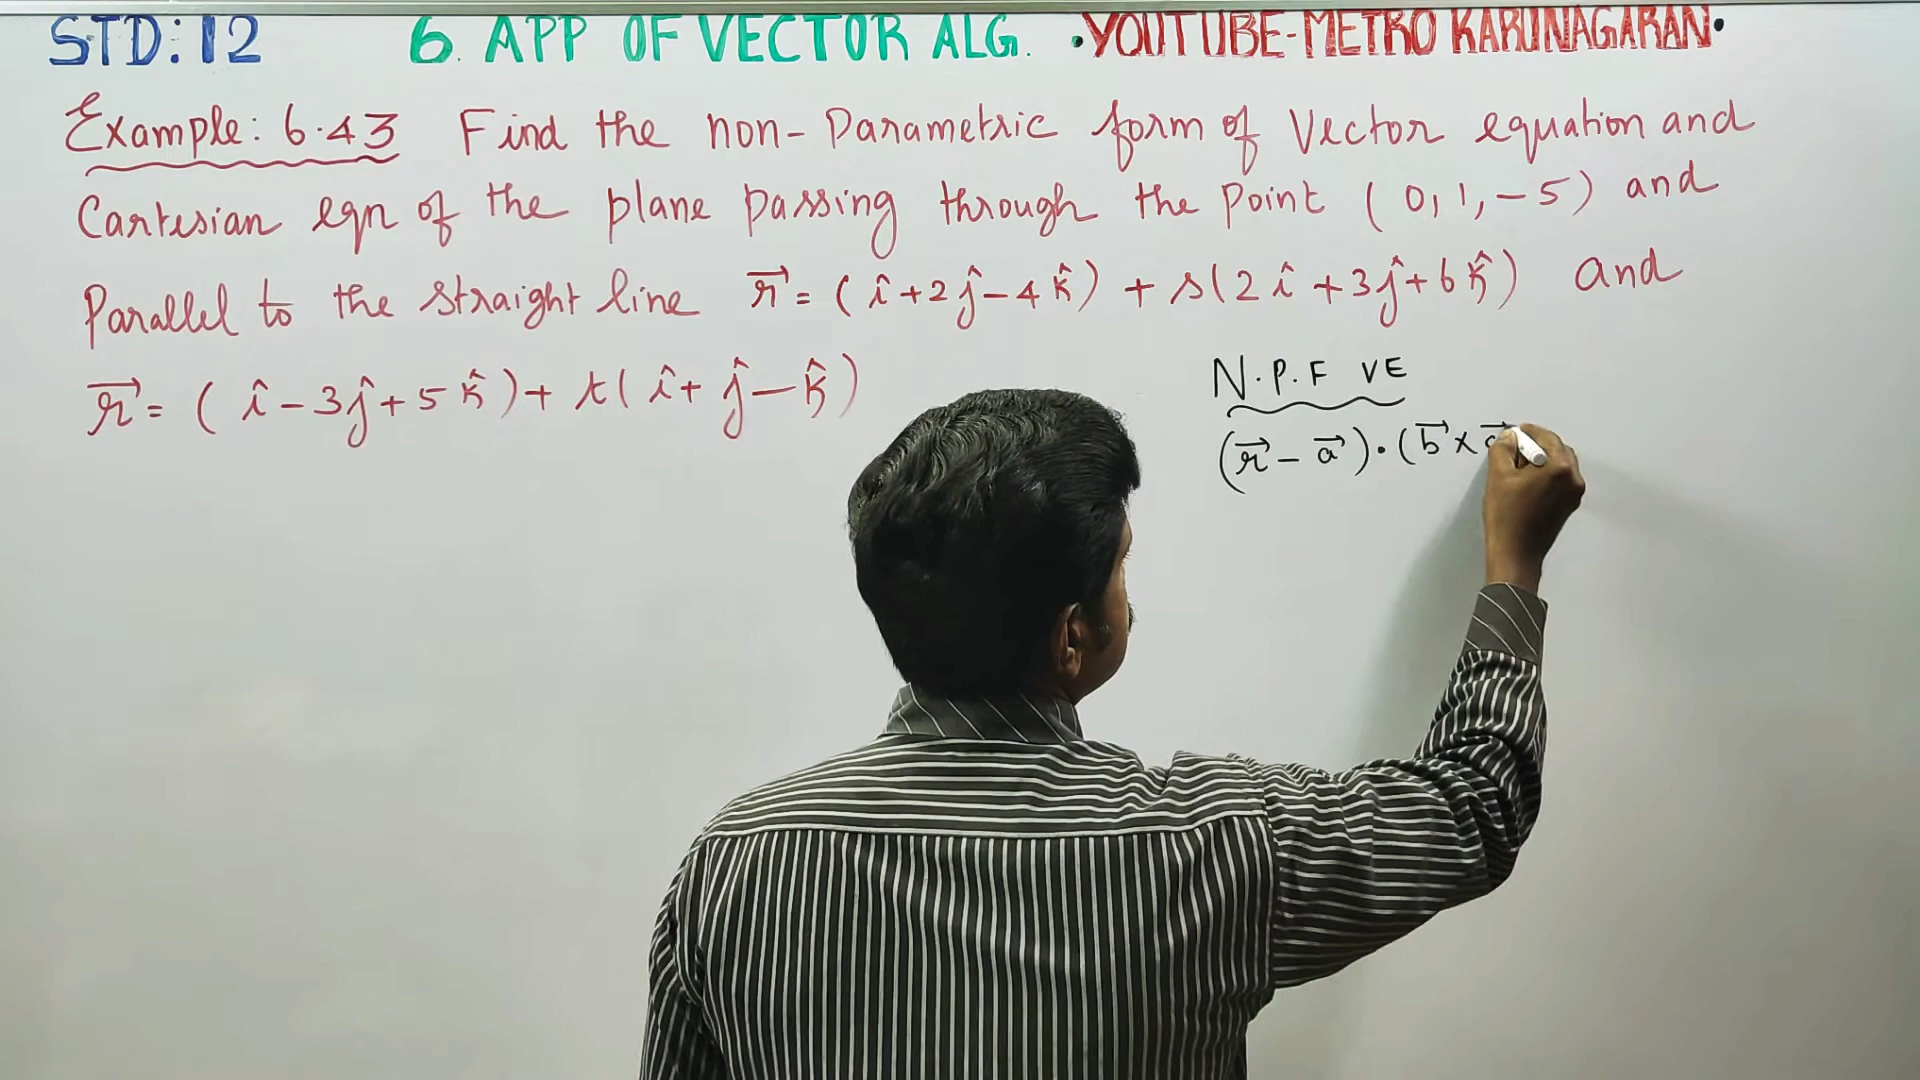 STD: 12 6. APP OF VECTOR ALG. •YOUTUBE-METRO KARUNAGARAN•
Example: 6.43 Find the non-Parametric form of Vector equation and
Cartesian eqn of the plane passing through the point (0, 1, -5) and
Parallel to the straight line r⃗ = (î + 2ĵ - 4k̂) + s(2î + 3ĵ + 6k̂) and
r⃗ = (î - 3ĵ + 5k̂) + t(î + ĵ - k̂)
N.P.F VE
(r⃗ - a⃗) • (b⃗ ×